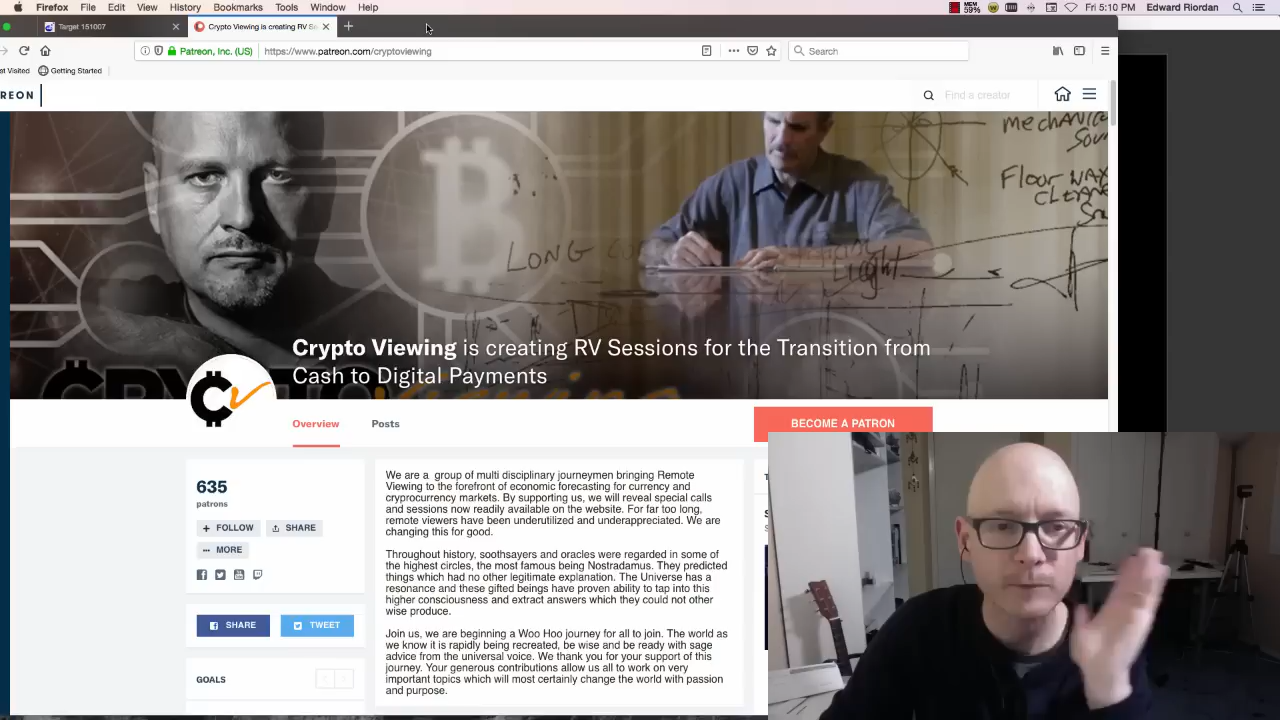 Firefox File Edit View History Bookmarks Tools Window Help
MEM
59%
Fri 5:10 PM Edward Riordan
Target 151007
Crypto Viewing is creating RV Se
Patreon, Inc. (US)
https://www.patreon.com/cryptoviewing
Search
st Visited
Getting Started
REON
Find a creator
mechanic
Sou
Floor wax
LONG
Light
Crypto Viewing is creating RV Sessions for the Transition from
Cash to Digital Payments
Overview
Posts
BECOME A PATRON
635
patrons
FOLLOW
SHARE
MORE
SHARE
TWEET
GOALS
We are a group of multi disciplinary journeymen bringing Remote
Viewing to the forefront of economic forecasting for currency and
cryprocurrency markets. By supporting us, we will reveal special calls
and sessions now readily available on the website. For far too long,
remote viewers have been underutilized and underappreciated. We are
changing this for good.
Throughout history, soothsayers and oracles were regarded in some of
the highest circles, the most famous being Nostradamus. They predicted
things which had no other legitimate explanation. The Universe has a
resonance and these gifted beings have proven ability to tap into this
higher consciousness and extract answers which they could not other
wise produce.
Join us, we are beginning a Woo Hoo journey for all to join. The world as
we know it is rapidly being recreated, be wise and be ready with sage
advice from the universal voice. We thank you for your support of this
journey. Your generous contributions allow us all to work on very
important topics which will most certainly change the world with passion
and purpose.